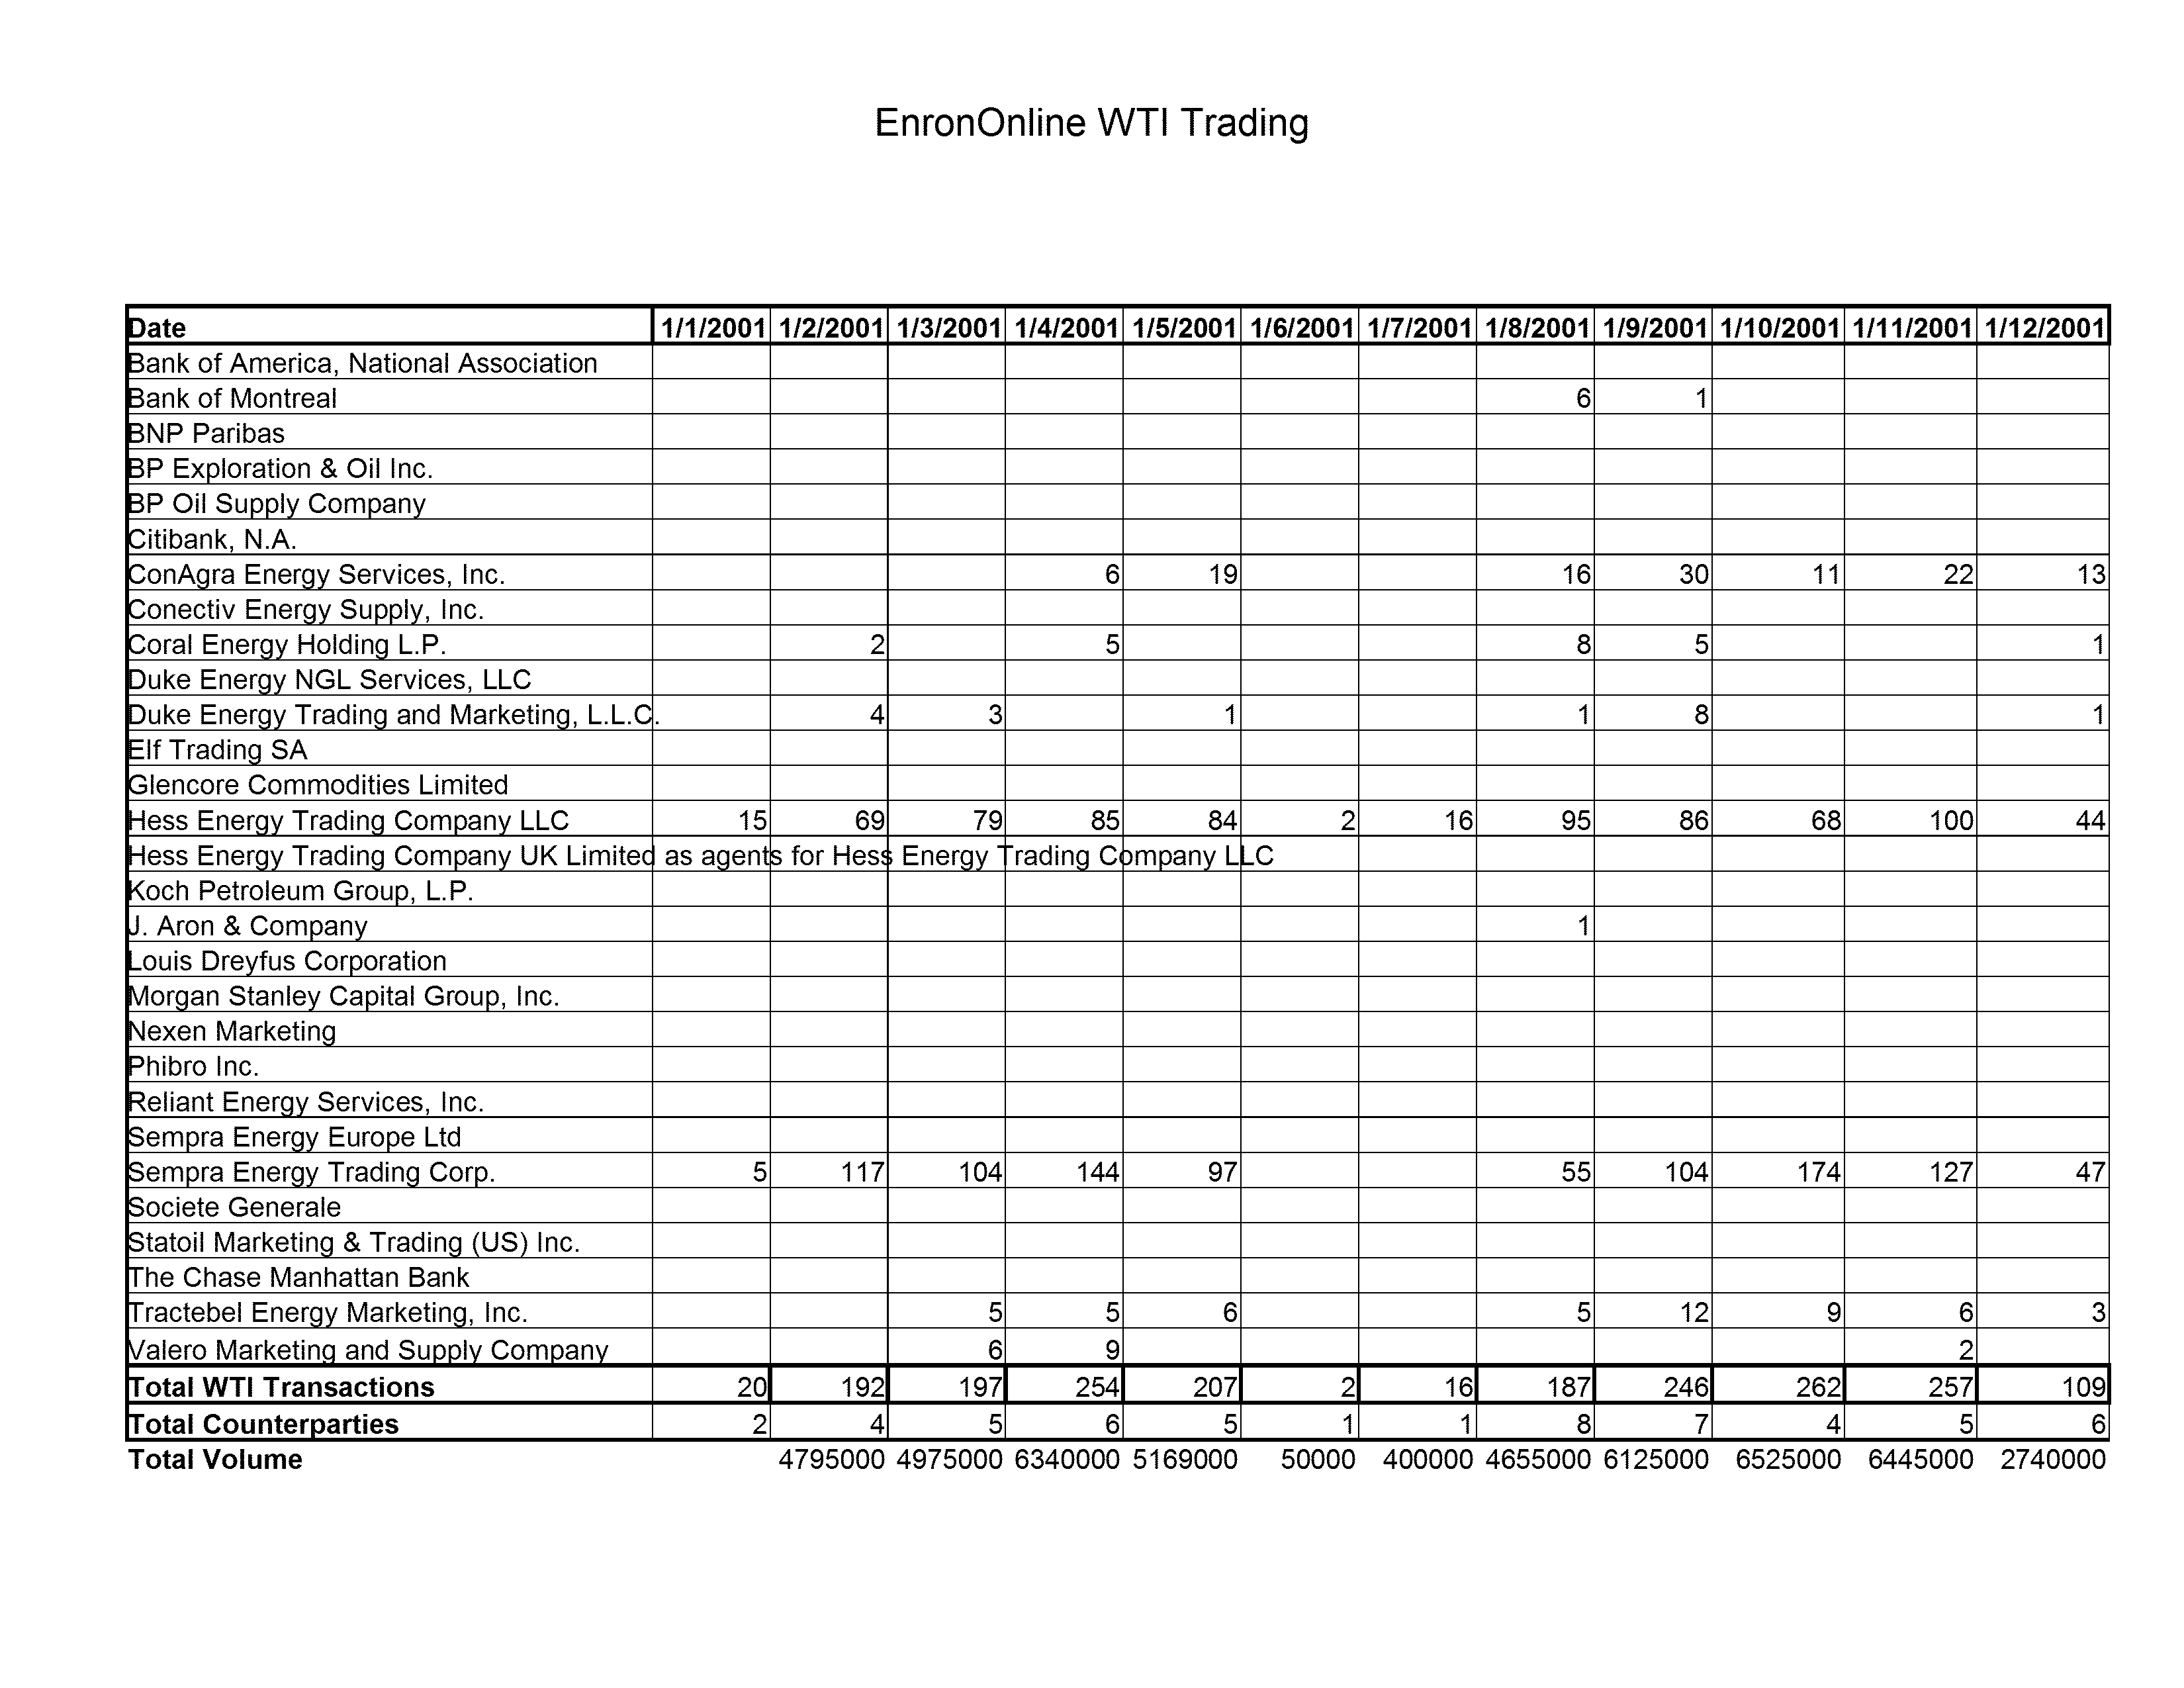 EnronOnline WTI Trading
Date 1/1/2001 1/2/2001 1/3/2001 1/4/2001 1/5/2001 1/6/2001 1/7/2001 1/8/2001 1/9/2001 1/10/2001 1/11/2001 1/12/2001
Bank of America, National Association
Bank of Montreal 6 1
BNP Paribas
BP Exploration & Oil Inc.
BP Oil Supply Company
Citibank, N.A.
ConAgra Energy Services, Inc. 6 19 16 30 11 22 13
Conectiv Energy Supply, Inc.
Coral Energy Holding L.P. 2 5 8 5 1
Duke Energy NGL Services, LLC
Duke Energy Trading and Marketing, L.L.C. 4 3 1 1 8 1
Elf Trading SA
Glencore Commodities Limited
Hess Energy Trading Company LLC 15 69 79 85 84 2 16 95 86 68 100 44
Hess Energy Trading Company UK Limited as agents for Hess Energy Trading Company LLC
Koch Petroleum Group, L.P.
J. Aron & Company 1
Louis Dreyfus Corporation
Morgan Stanley Capital Group, Inc.
Nexen Marketing
Phibro Inc.
Reliant Energy Services, Inc.
Sempra Energy Europe Ltd
Sempra Energy Trading Corp. 5 117 104 144 97 55 104 174 127 47
Societe Generale
Statoil Marketing & Trading (US) Inc.
The Chase Manhattan Bank
Tractebel Energy Marketing, Inc. 5 5 6 5 12 9 6 3
Valero Marketing and Supply Company 6 9 2
Total WTI Transactions 20 192 197 254 207 2 16 187 246 262 257 109
Total Counterparties 2 4 5 6 5 1 1 8 7 4 5 6
Total Volume 4795000 4975000 6340000 5169000 50000 400000 4655000 6125000 6525000 6445000 2740000